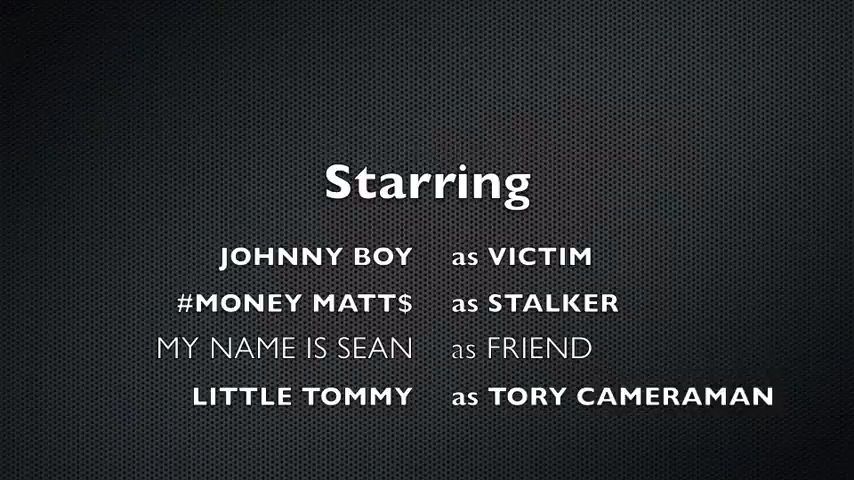 Starring
JOHNNY BOY as VICTIM
#MONEY MATT$ as STALKER
MY NAME IS SEAN as FRIEND
LITTLE TOMMY as TORY CAMERAMAN